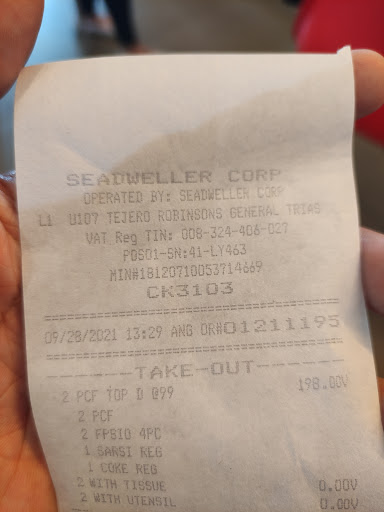 SEADWELLER CORP
OPERATED BY: SEADWELLER CORP
L1 U107 TEJERO ROBINSONS GENERAL TRIAS
VAT Reg TIN: 008-324-406-027
POS01-SN:41-LY463
MIN#18120710053714669
CK3103
09/28/2021 13:29 ANG OR#01211195
TAKE-OUT
2 PCF TOP D @99 198.00V
2 PCF
2 FPSIO 4PC
1 SARSI REG
1 COKE REG
2 WITH TISSUE 0.00V
2 WITH UTENSIL 0.00V